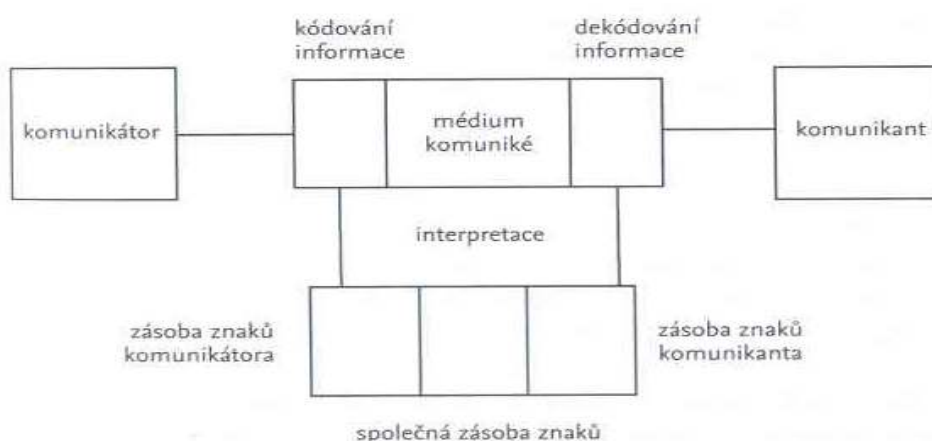 kódování
informace
dekódování
informace
komunikátor
médium
komuniké
komunikant
interpretace
zásoba znaků
komunikátora
zásoba znaků
komunikanta
společná zásoba znaků